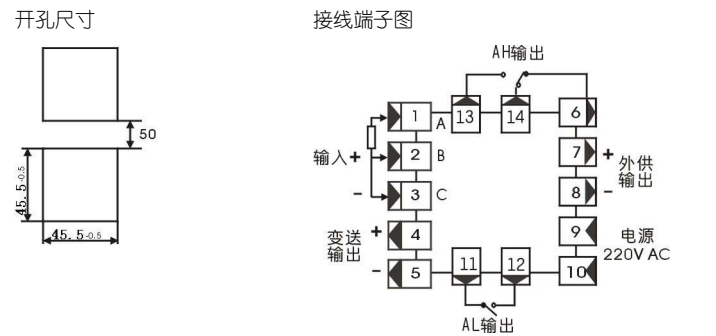 开孔尺寸
50
45.5-0.5
45.5-0.5
接线端子图
AH输出
13 14
1 A
2 B
3 C
4
5
6
7
8
9
10
11 12
输入 + -
变送输出 + -
+ 外供输出 -
电源
220V AC
AL输出